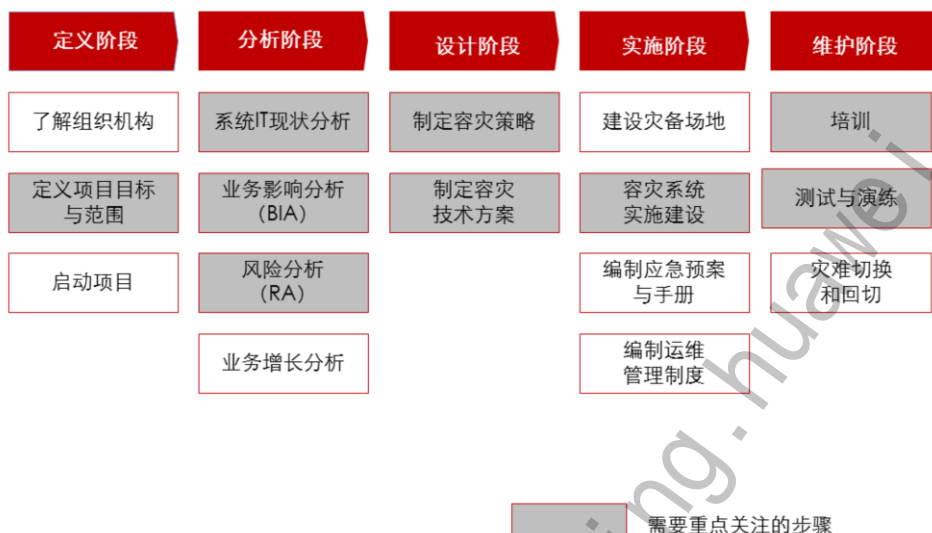 定义阶段
分析阶段
设计阶段
实施阶段
维护阶段
了解组织机构
系统IT现状分析
制定容灾策略
建设灾备场地
培训
定义项目目标
与范围
业务影响分析
(BIA)
制定容灾
技术方案
容灾系统
实施建设
测试与演练
启动项目
风险分析
(RA)
编制应急预案
与手册
灾难切换
和回切
业务增长分析
编制运维
管理制度
需要重点关注的步骤
ing.huawei